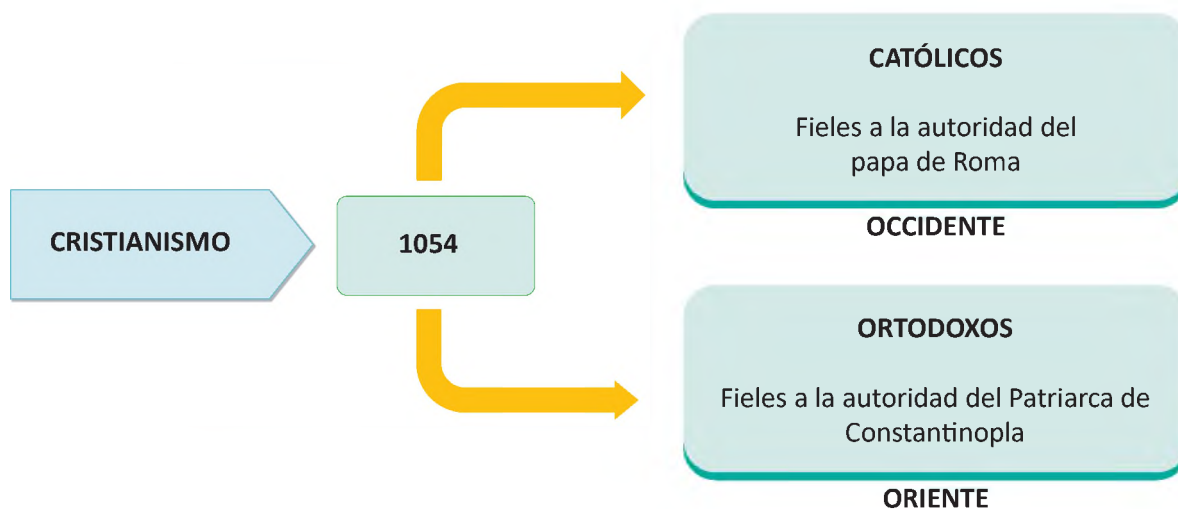 CRISTIANISMO
1054
CATÓLICOS
Fieles a la autoridad del
papa de Roma
OCCIDENTE
ORTODOXOS
Fieles a la autoridad del Patriarca de
Constantinopla
ORIENTE